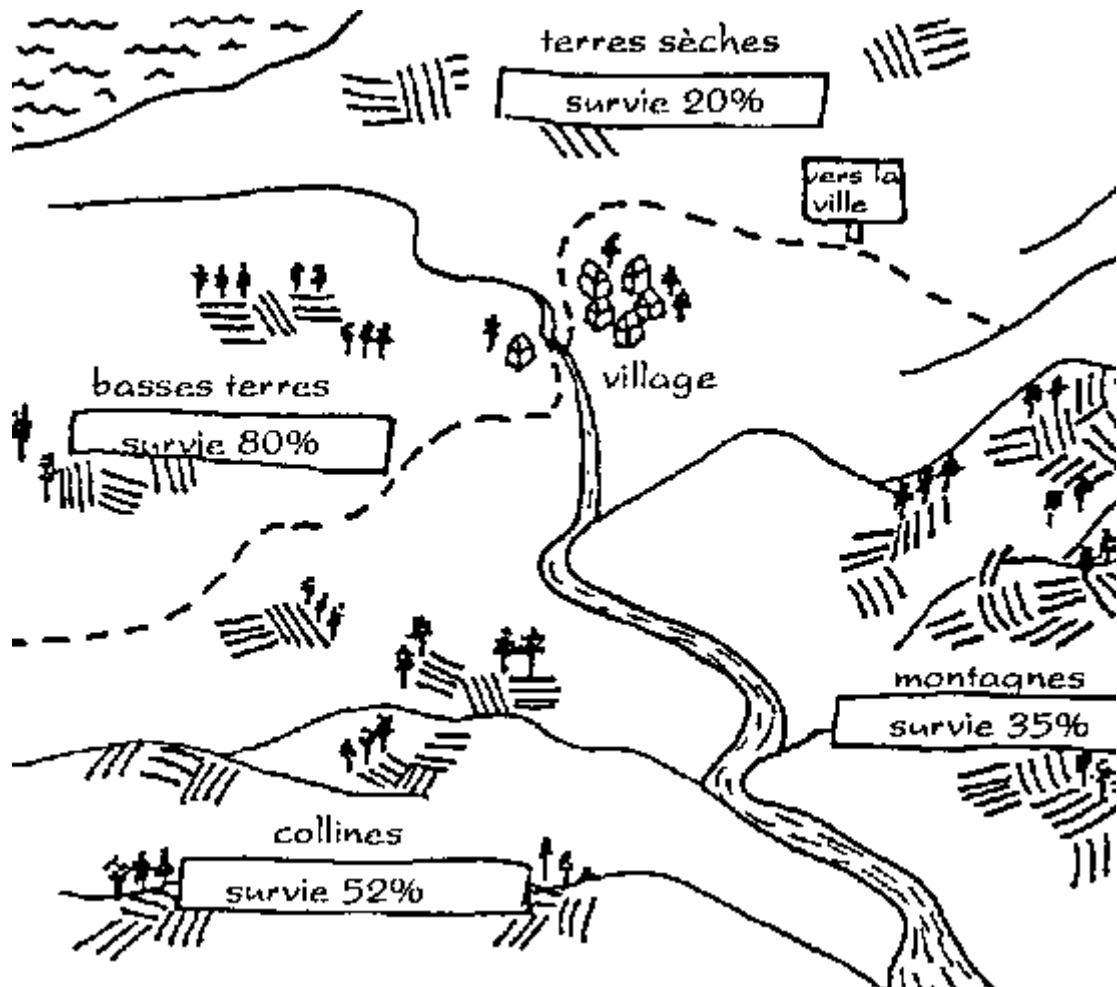 terres sèches
survie 20%
vers la
ville
village
basses terres
survie 80%
montagnes
survie 35%
collines
survie 52%